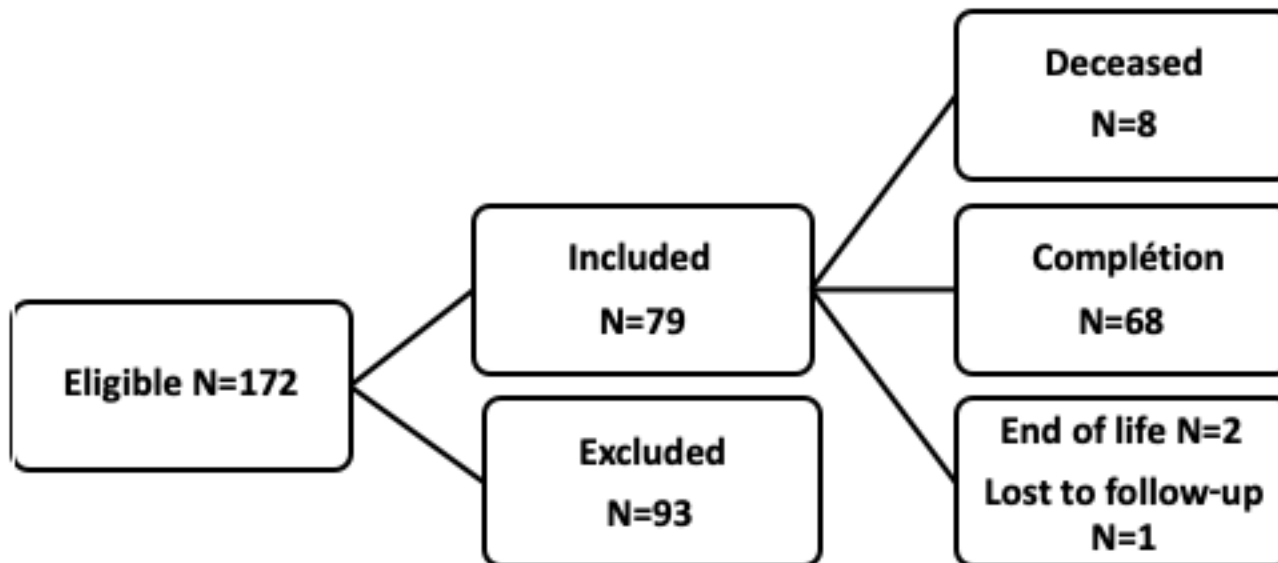 Eligible N=172
Included
N=79
Excluded
N=93
Deceased
N=8
Complétion
N=68
End of life N=2
Lost to follow-up
N=1